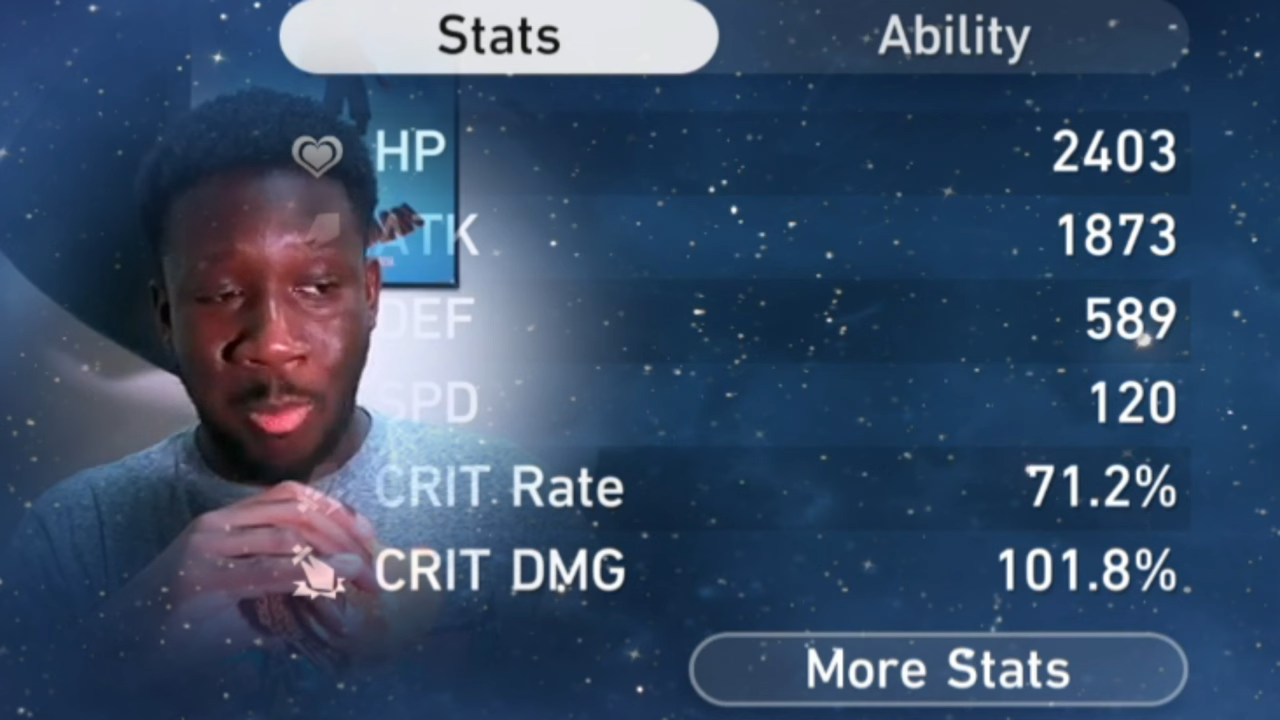 Stats Ability
HP 2403
ATK 1873
DEF 589
SPD 120
CRIT Rate 71.2%
CRIT DMG 101.8%
More Stats